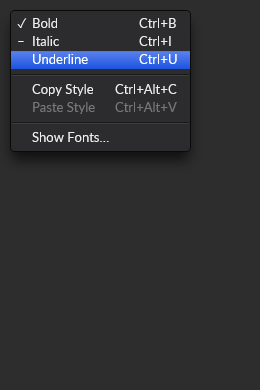 ✓ Bold Ctrl+B
– Italic Ctrl+I
Underline Ctrl+U
Copy Style Ctrl+Alt+C
Paste Style Ctrl+Alt+V
Show Fonts...